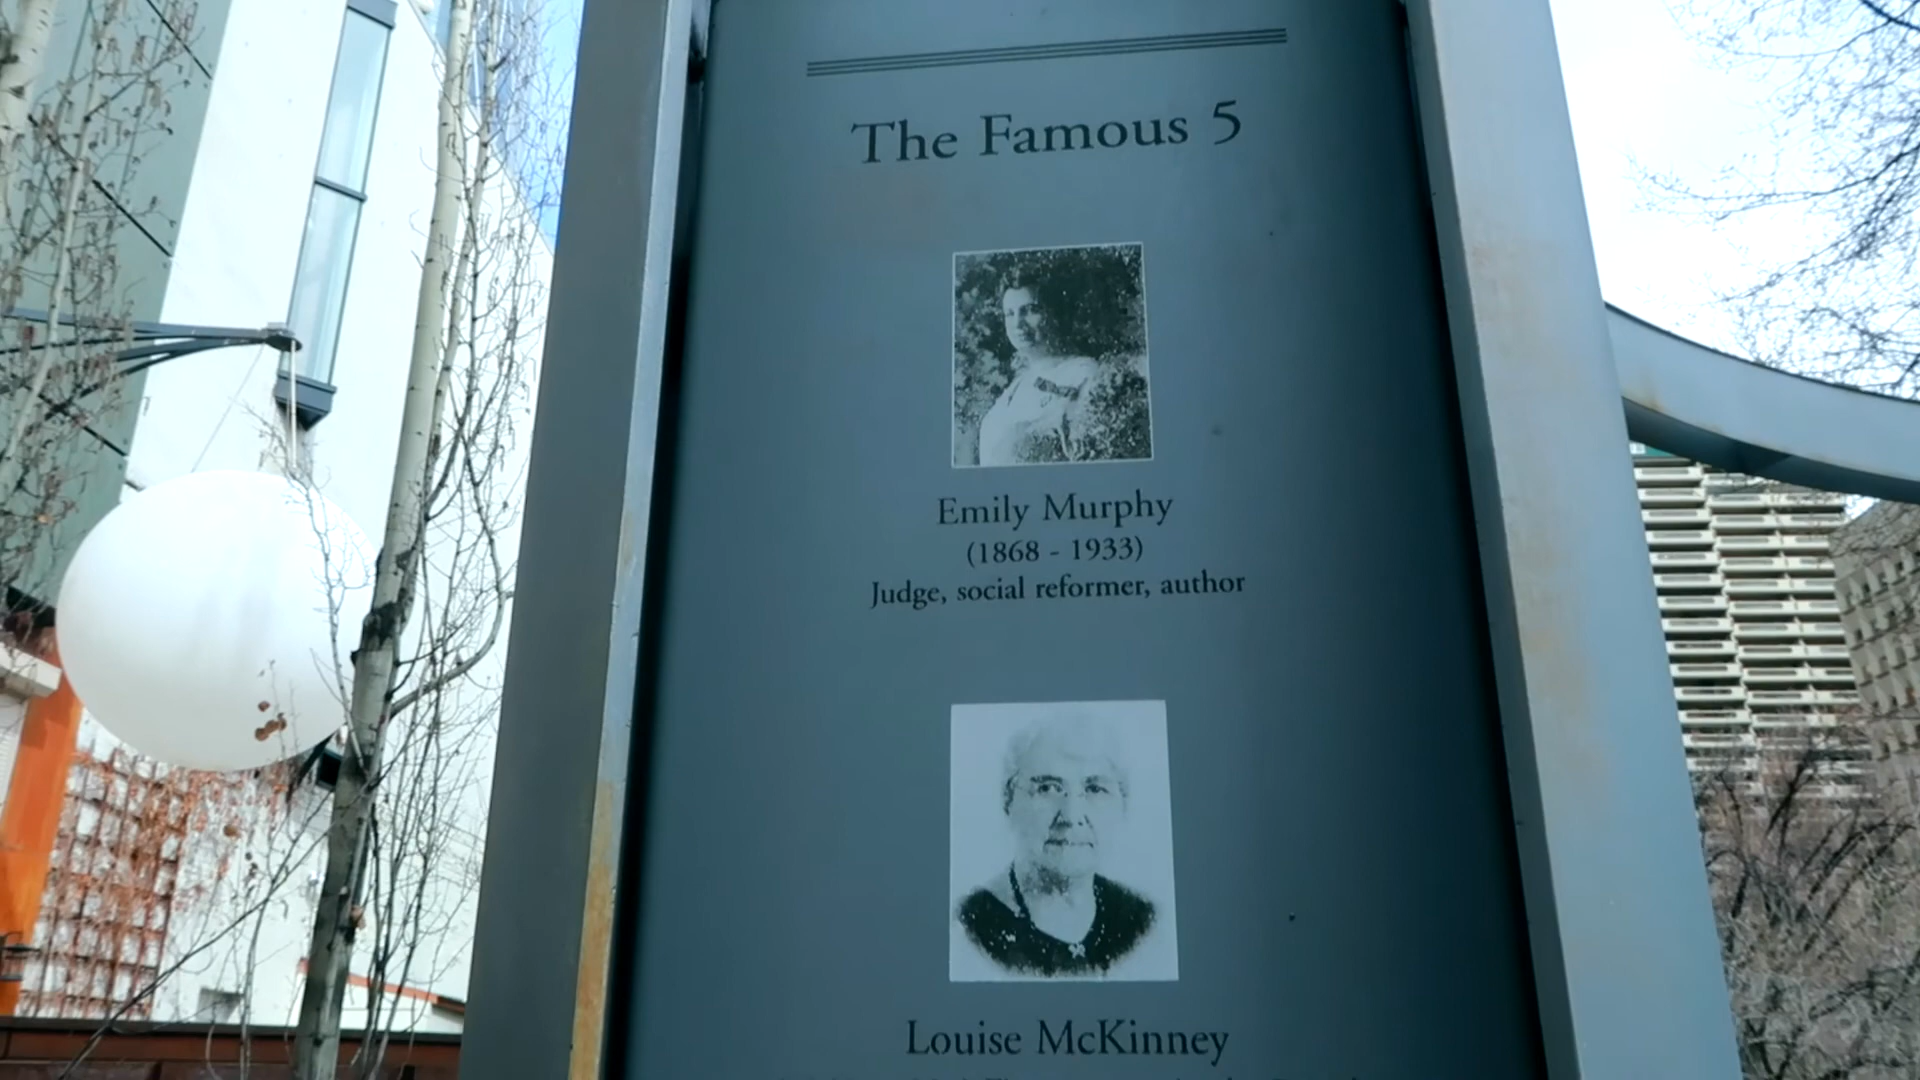 The Famous 5
Emily Murphy
(1868 - 1933)
Judge, social reformer, author
Louise McKinney